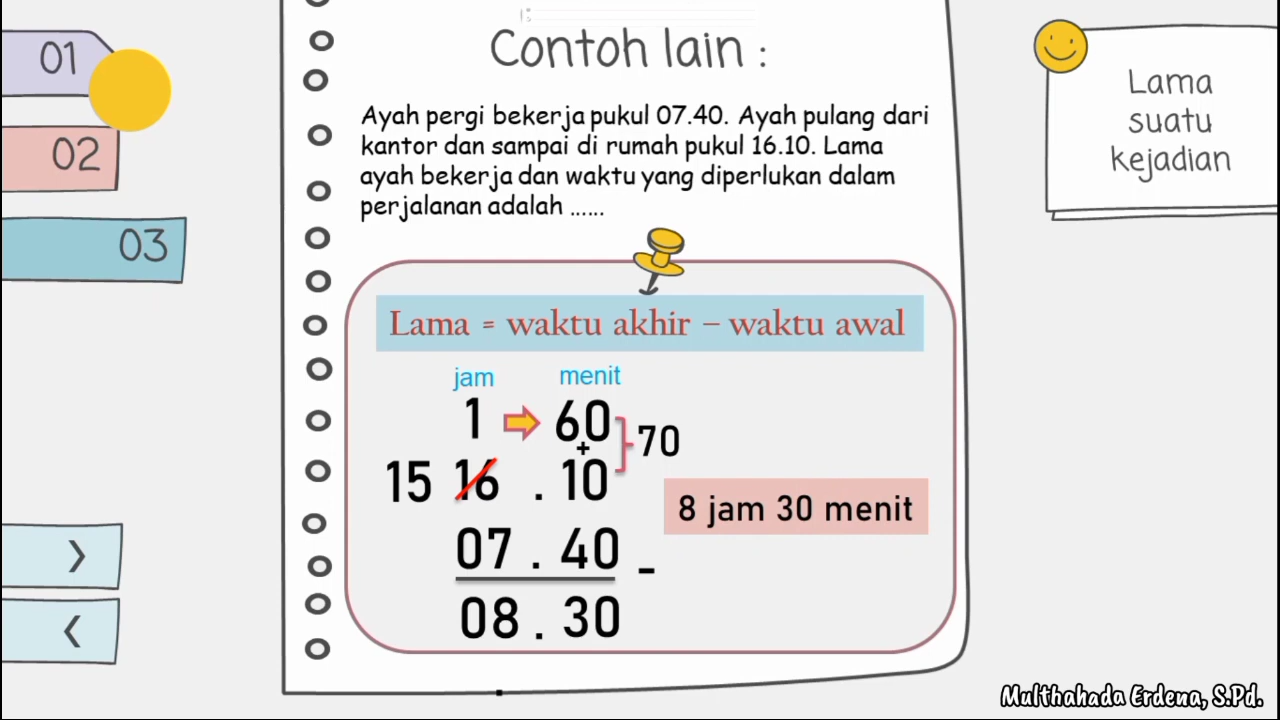 01
02
03
Contoh lain :
Ayah pergi bekerja pukul 07.40. Ayah pulang dari
kantor dan sampai di rumah pukul 16.10. Lama
ayah bekerja dan waktu yang diperlukan dalam
perjalanan adalah ......
Lama
suatu
kejadian
Lama = waktu akhir – waktu awal
jam menit
1 60
+
70
15 16 . 10
07 . 40 -
08 . 30
8 jam 30 menit
Multhahada Erdena, S.Pd.